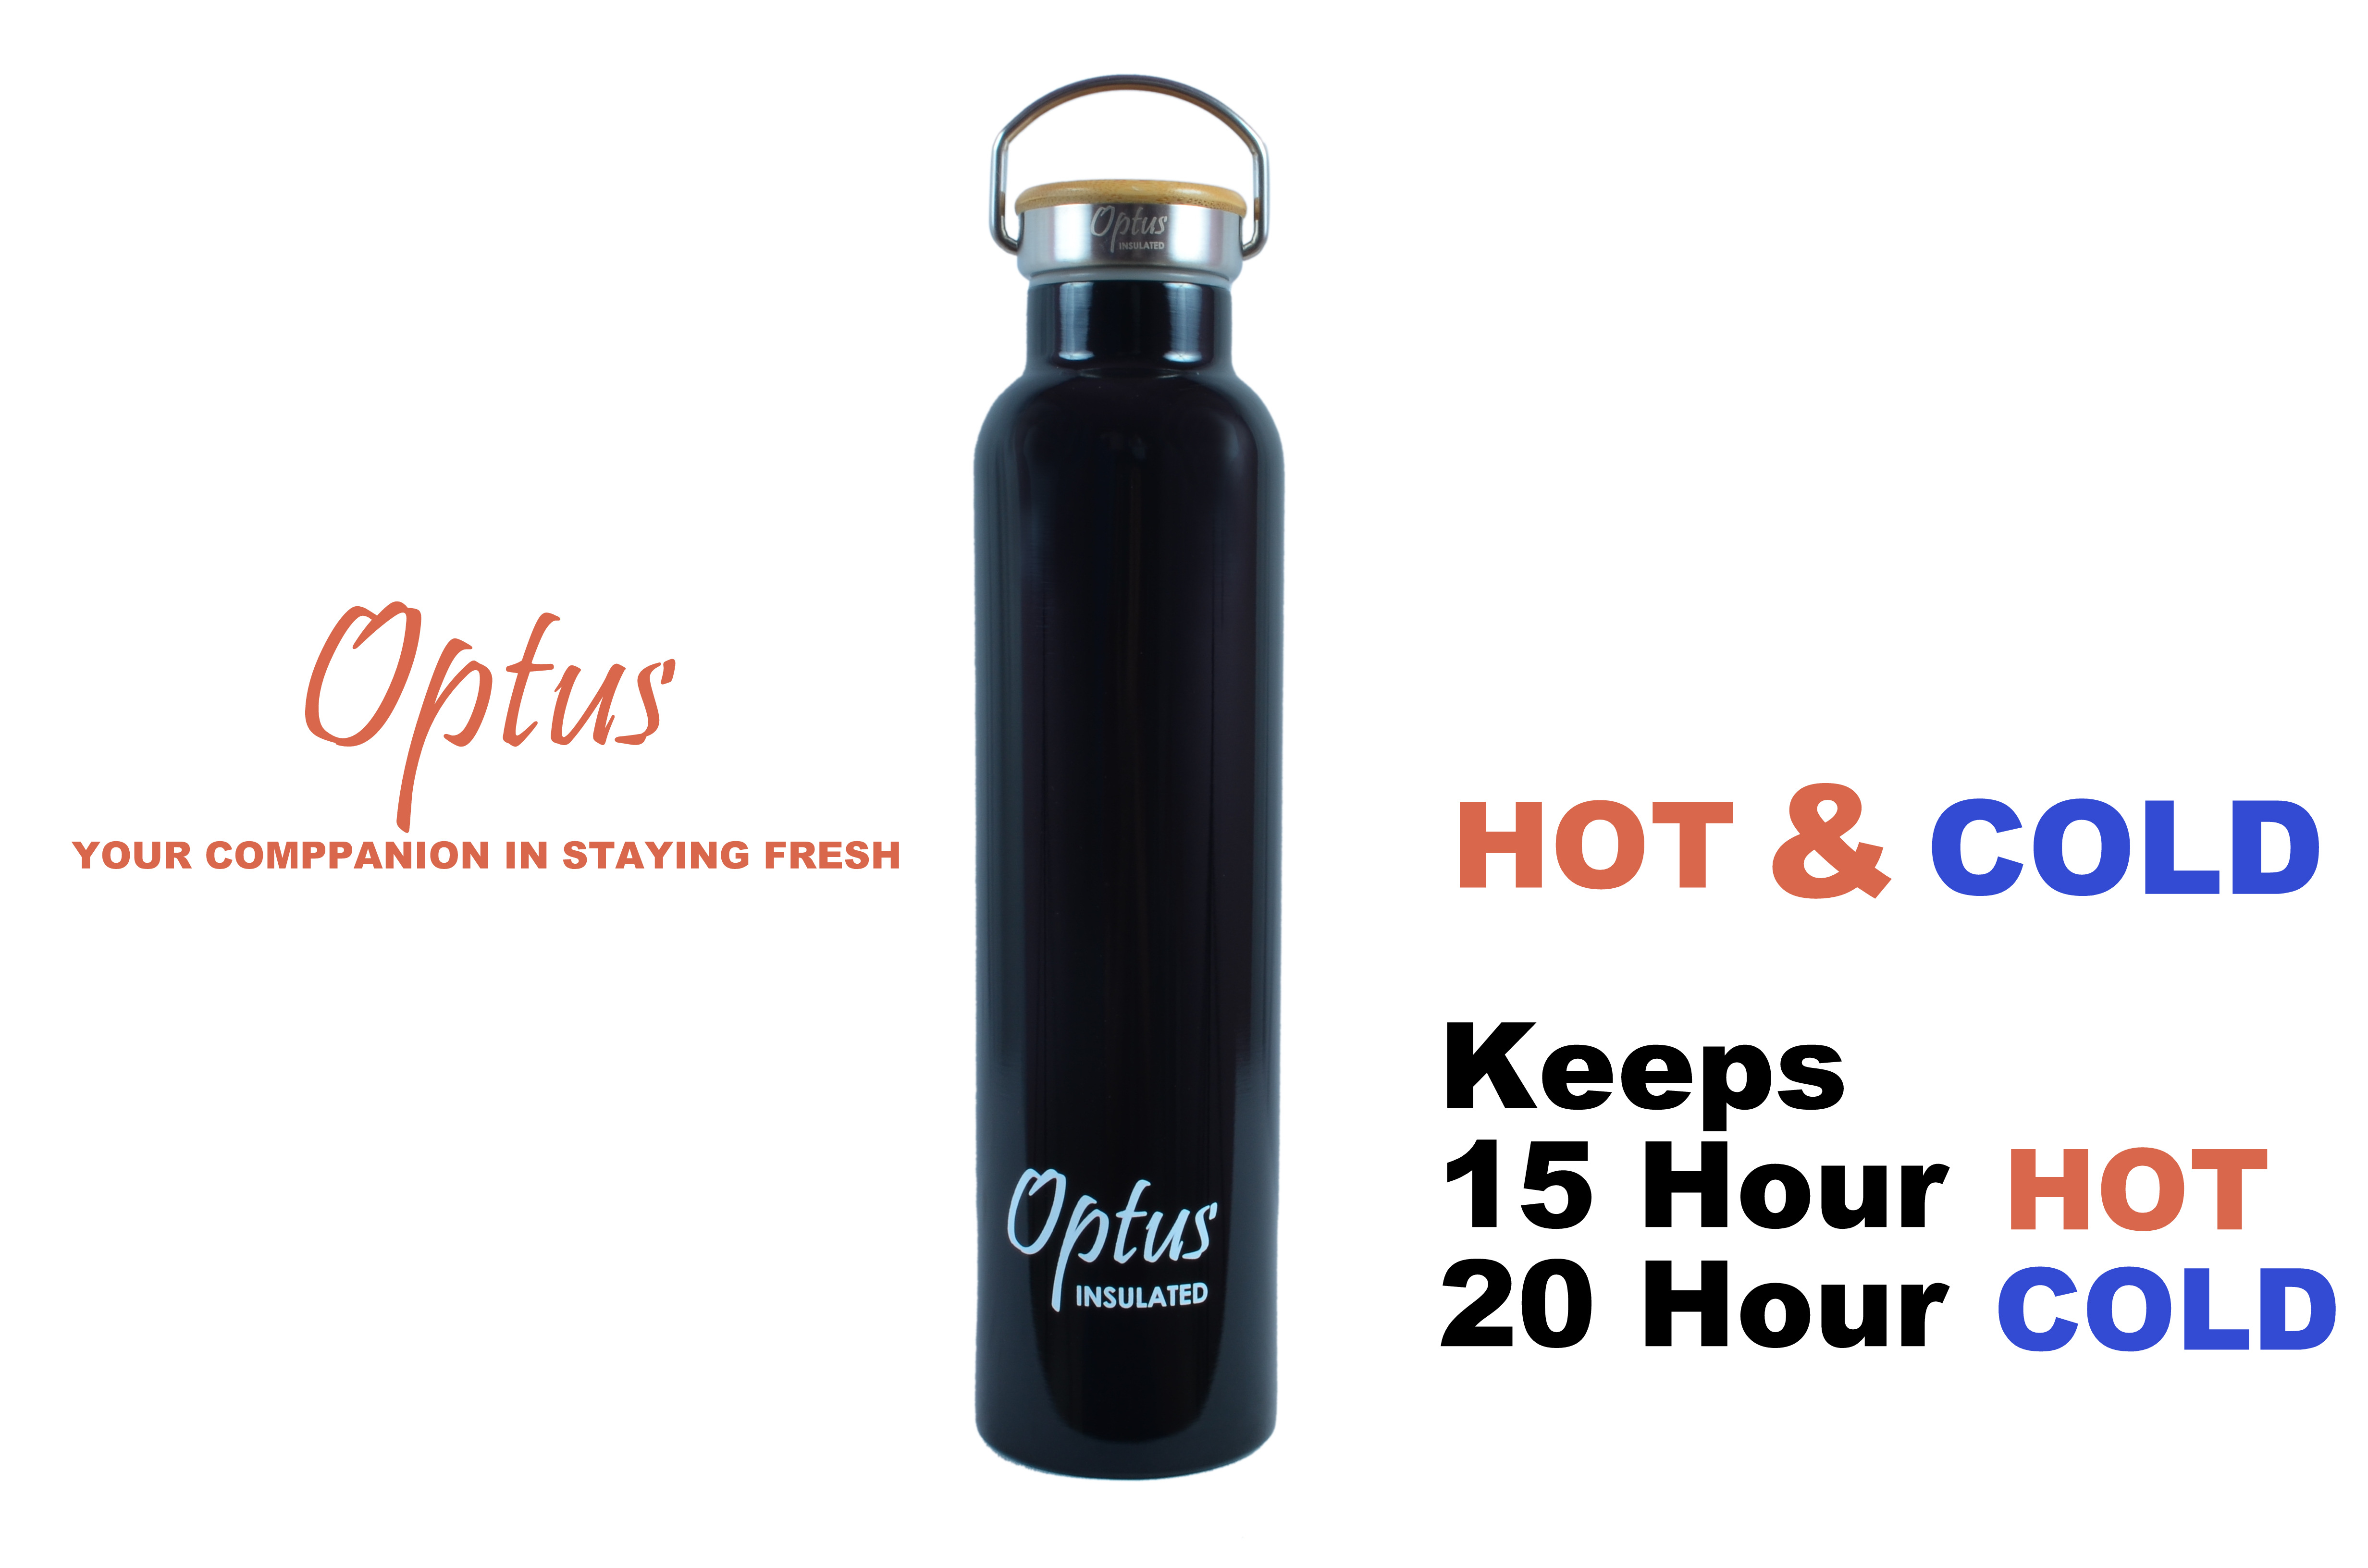 Optus
INSULATED
Optus
YOUR COMPPANION IN STAYING FRESH
HOT & COLD
Keeps
15 Hour HOT
20 Hour COLD
Optus
INSULATED